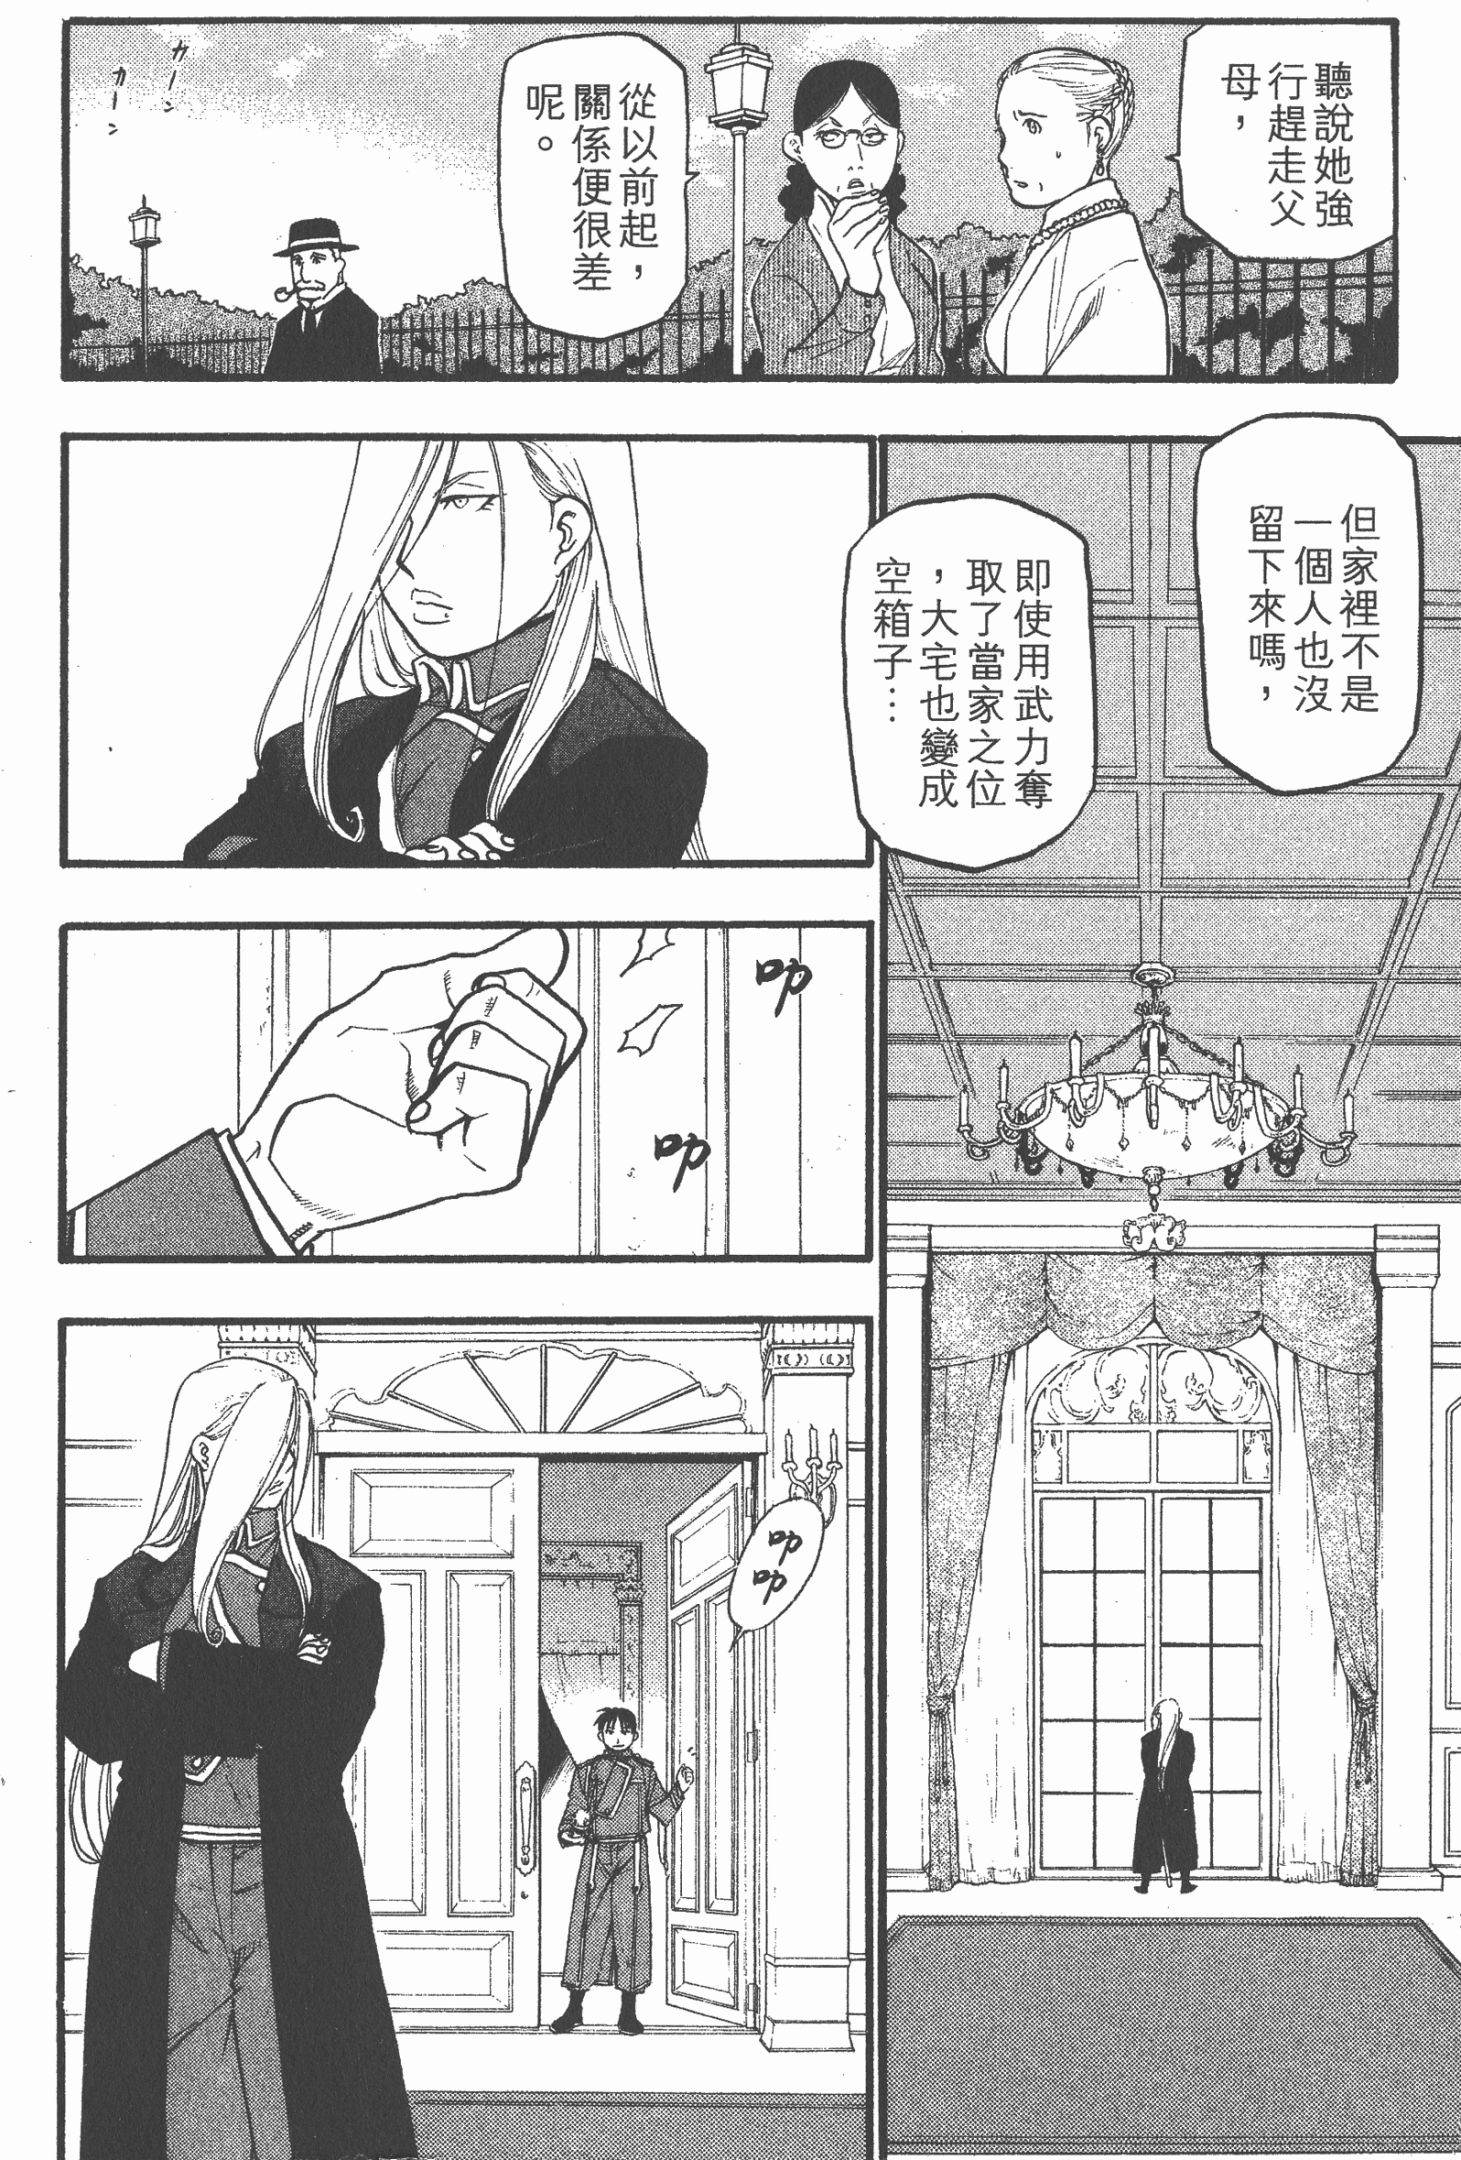 聽說她強
行趕走父
母，
從以前起，
關係便很差
呢。
カーン
カーン
但家裡不是
一個人也沒
留下來嗎，
即使用武力奪
取了當家之位
，大宅也變成
空箱子…
叩
叩
叩叩